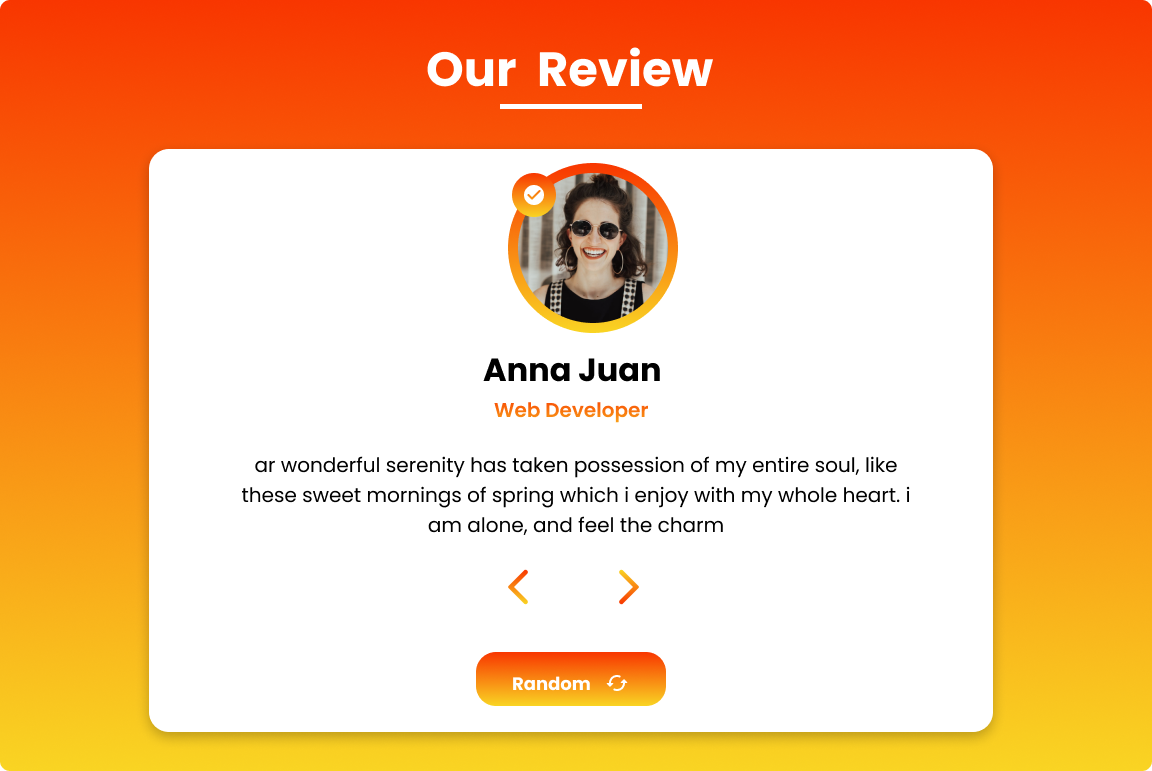 Our Review
Anna Juan
Web Developer
ar wonderful serenity has taken possession of my entire soul, like
these sweet mornings of spring which i enjoy with my whole heart. i
am alone, and feel the charm
Random